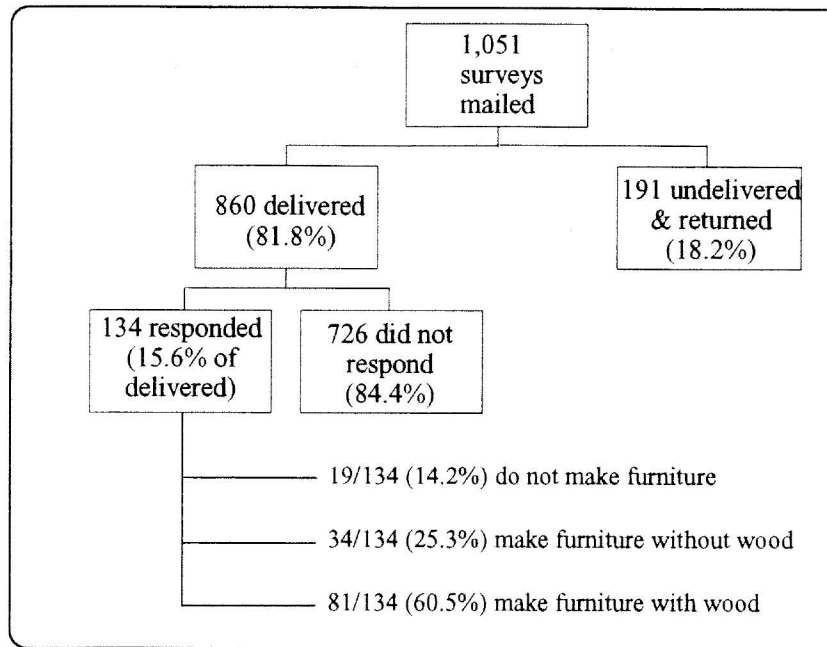 1,051
surveys
mailed
860 delivered
(81.8%)
191 undelivered
& returned
(18.2%)
134 responded
(15.6% of
delivered)
726 did not
respond
(84.4%)
19/134 (14.2%) do not make furniture
34/134 (25.3%) make furniture without wood
81/134 (60.5%) make furniture with wood